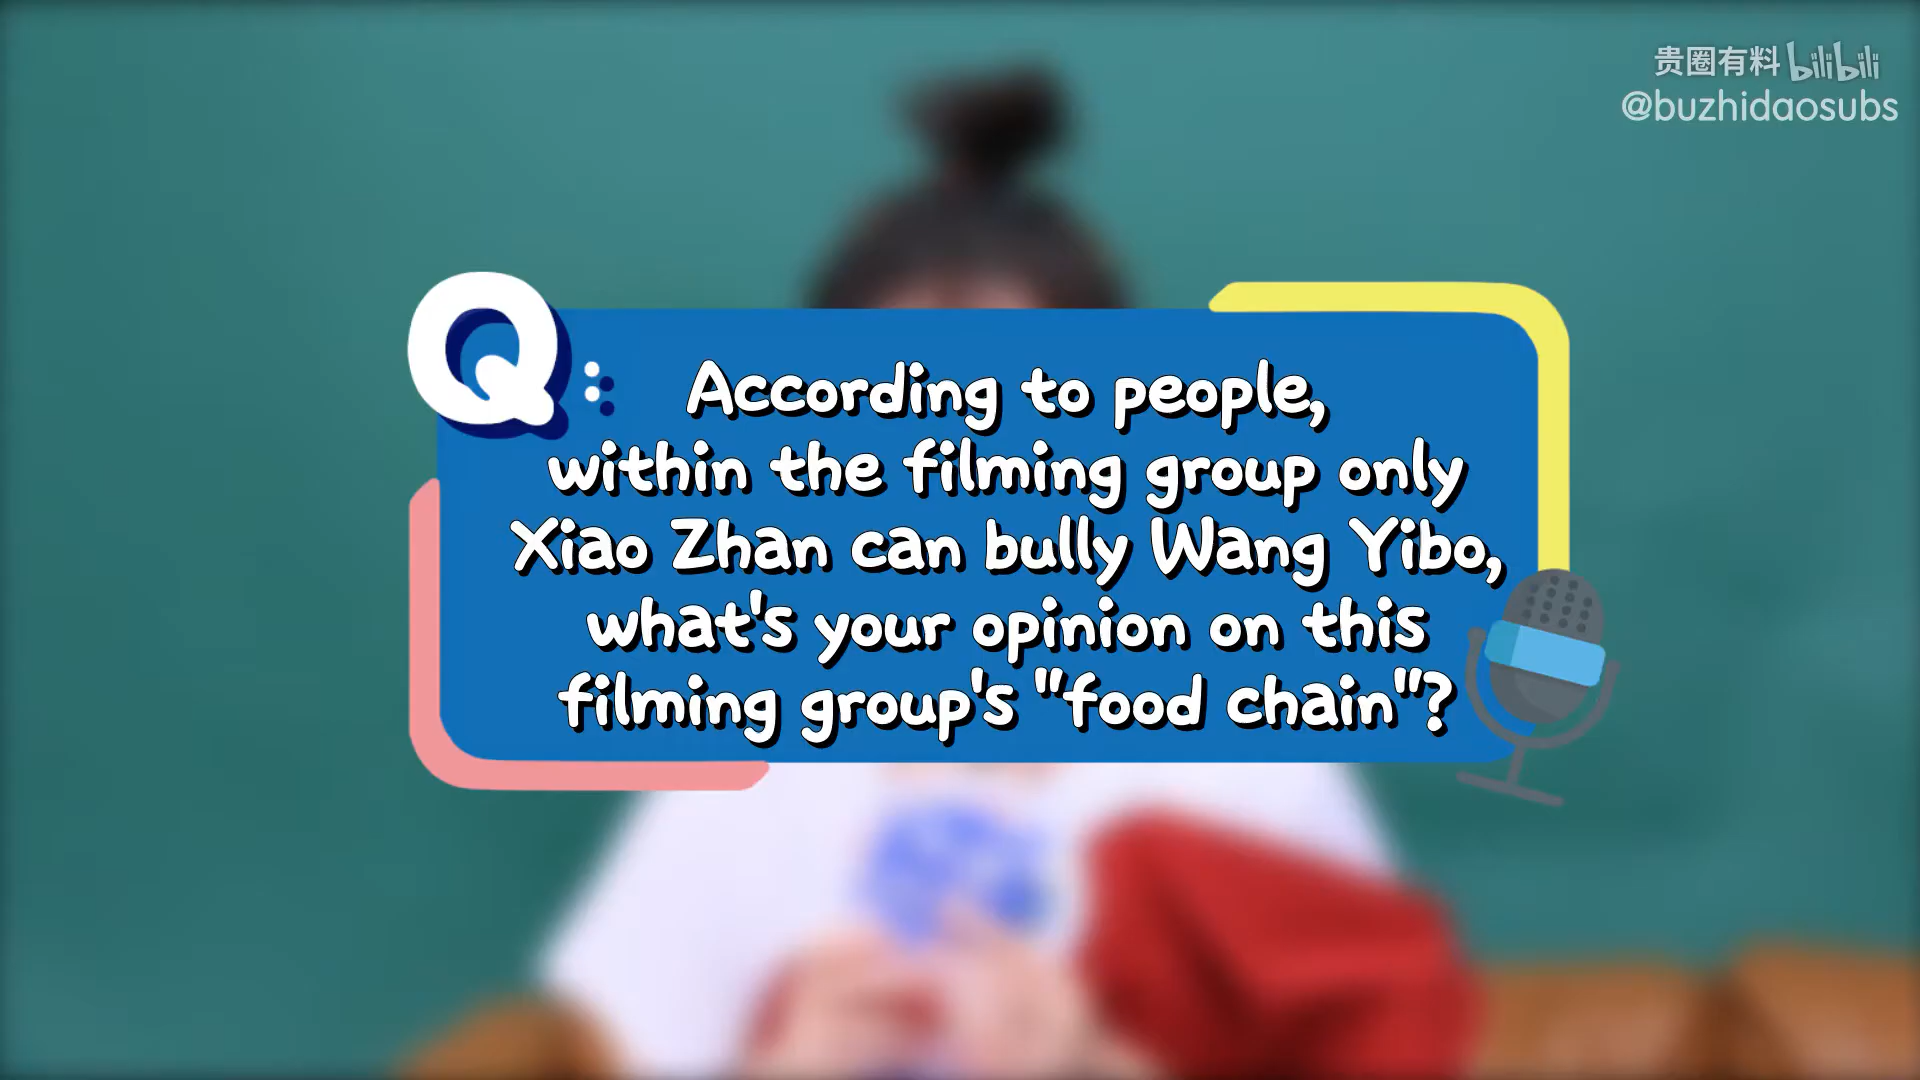 贵圈有料 bilibili
@buzhidaosubs
Q:
According to people,
within the filming group only
Xiao Zhan can bully Wang Yibo,
what's your opinion on this
filming group's "food chain"?